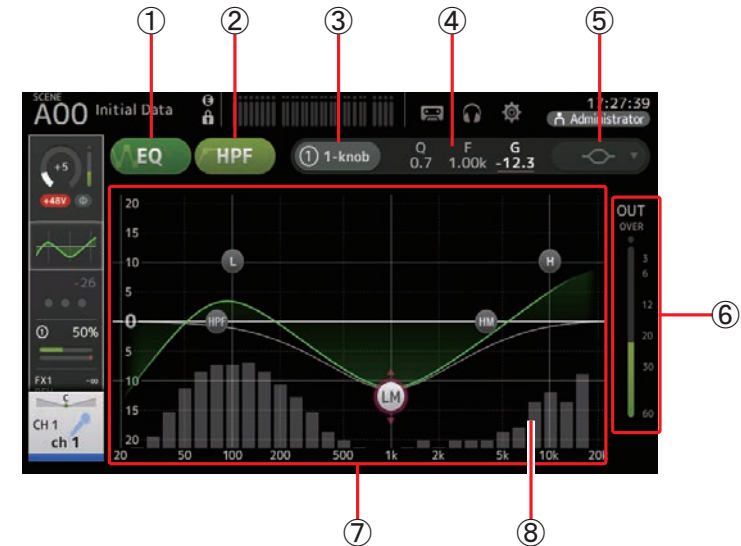 ① ② ③ ④ ⑤
SCENE
A00 Initial Data
17:27:39
Administrator
EQ
HPF
① 1-knob
Q F G
0.7 1.00k -12.3
+5
+48V
-26
① 50%
FX1 -∞
C
CH 1
ch 1
20
15
10
5
0
5
10
15
20
L
H
HPF
HM
LM
20 50 100 200 500 1k 2k 5k 10k 20k
OUT
OVER
3
6
12
20
30
60
⑥
⑦ ⑧